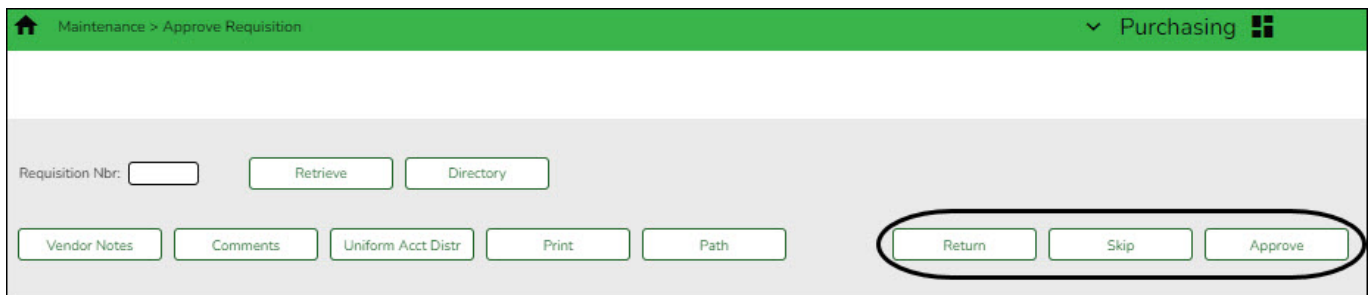 Maintenance > Approve Requisition Purchasing
Requisition Nbr: Retrieve Directory
Vendor Notes Comments Uniform Acct Distr Print Path Return Skip Approve